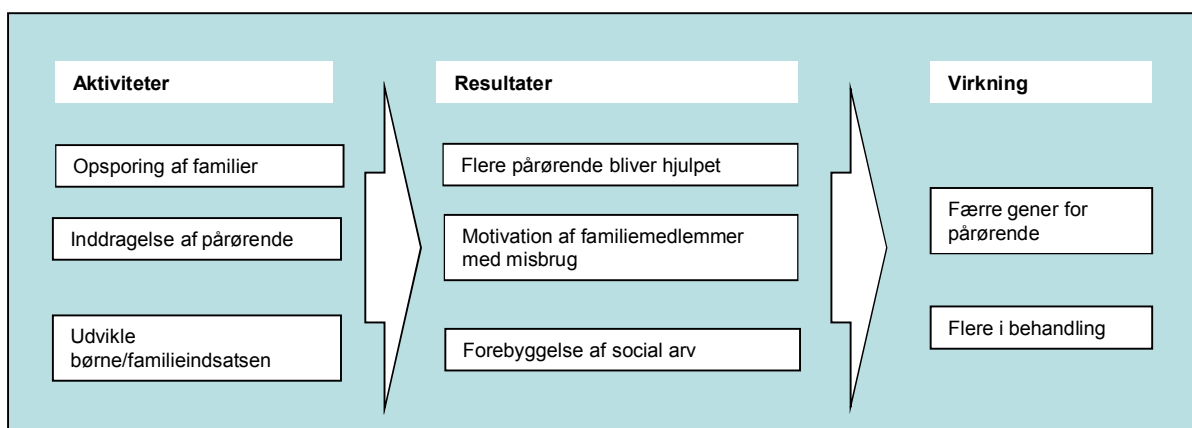 Aktiviteter
Opsporing af familier
Inddragelse af pårørende
Udvikle
børne/familieindsatsen
Resultater
Flere pårørende bliver hjulpet
Motivation af familiemedlemmer
med misbrug
Forebyggelse af social arv
Virkning
Færre gener for
pårørende
Flere i behandling